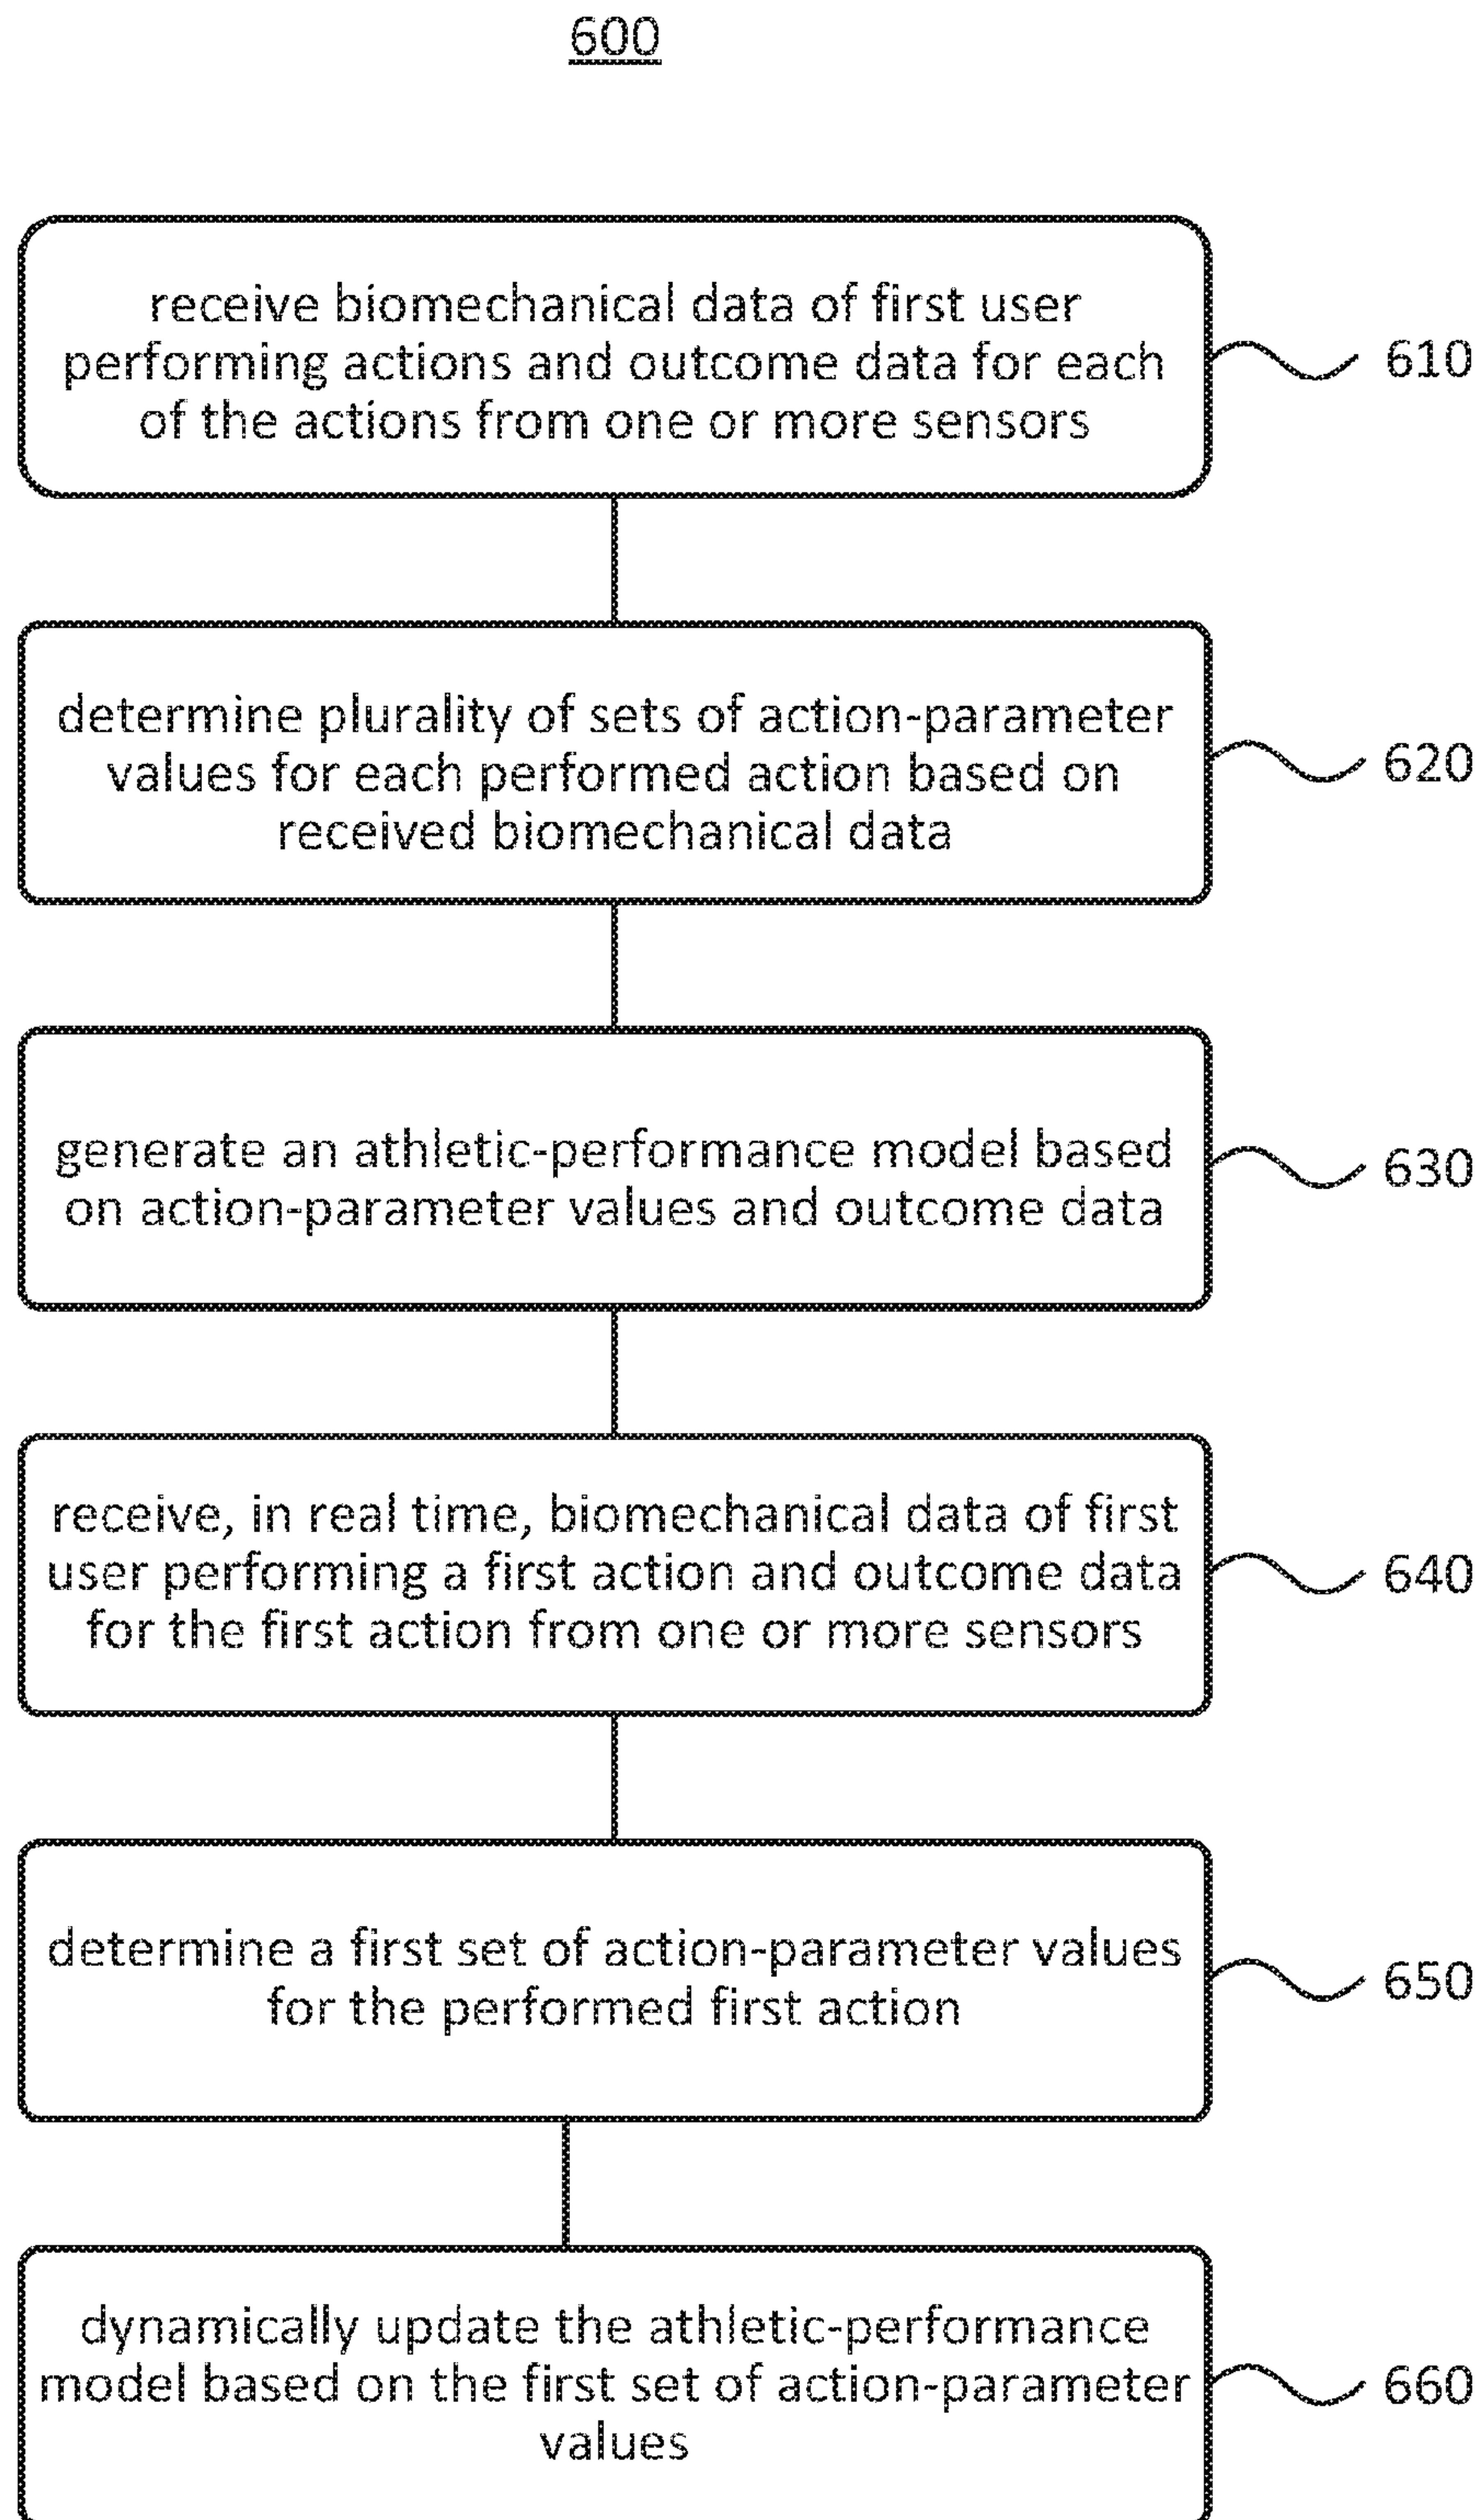 600
receive biomechanical data of first user
performing actions and outcome data for each
of the actions from one or more sensors
610
determine plurality of sets of action-parameter
values for each performed action based on
received biomechanical data
620
generate an athletic-performance model based
on action-parameter values and outcome data
630
receive, in real time, biomechanical data of first
user performing a first action and outcome data
for the first action from one or more sensors
640
determine a first set of action-parameter values
for the performed first action
650
dynamically update the athletic-performance
model based on the first set of action-parameter
values
660